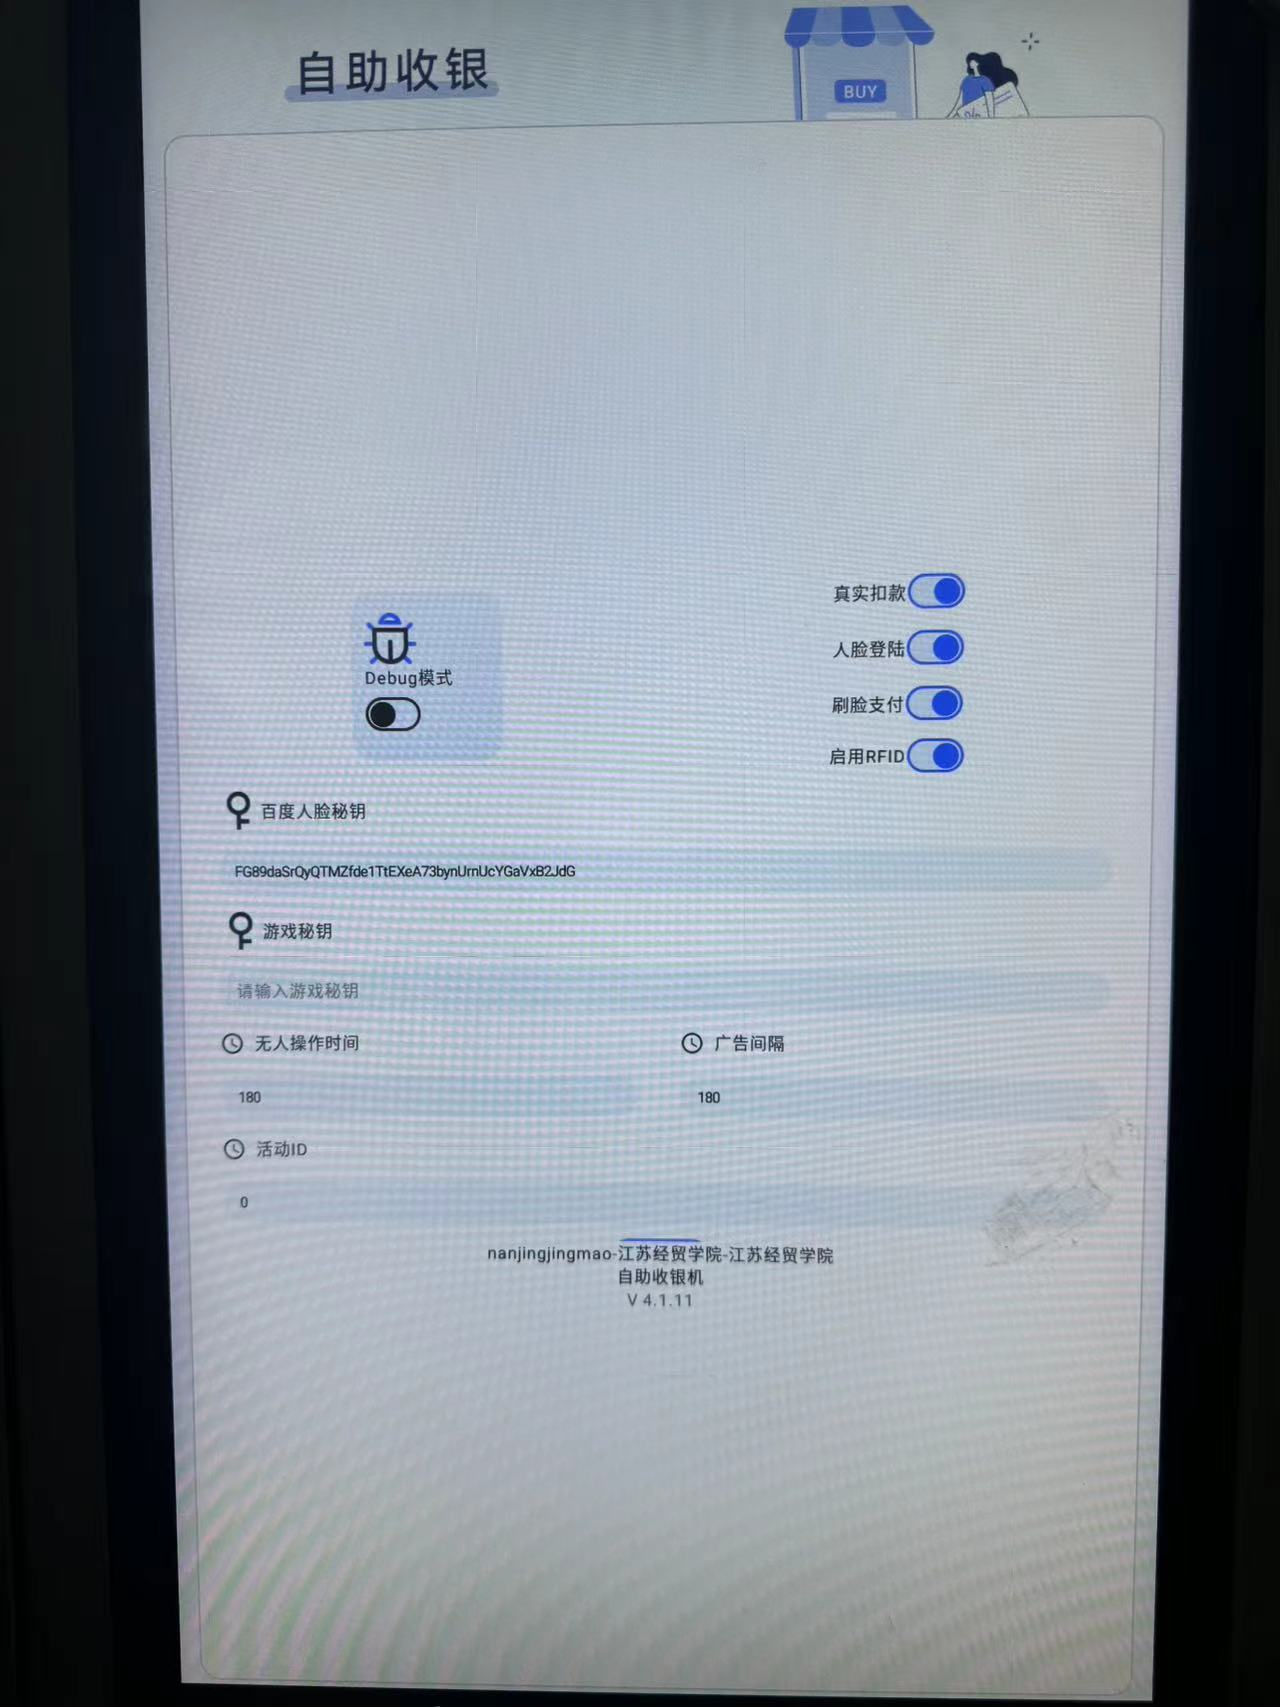 自助收银
BUY
%
真实扣款
人脸登陆
刷脸支付
启用RFID
Debug模式
百度人脸秘钥
FG89daSrQyQTMZfde1TtEXeA73bynUrnUcYGaVxB2JdG
游戏秘钥
请输入游戏秘钥
无人操作时间
广告间隔
180
180
活动ID
0
nanjingjingmao-江苏经贸学院-江苏经贸学院
自助收银机
V 4.1.11